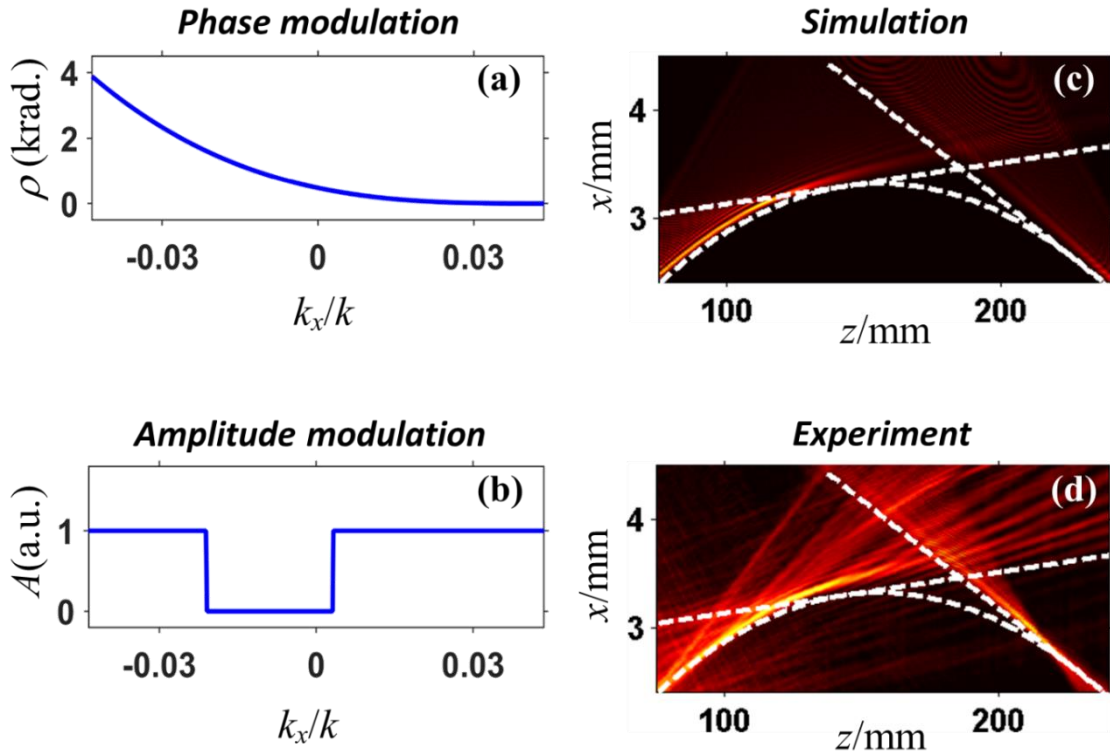 Phase modulation
(a)
4
2
0
ρ (krad.)
-0.03 0 0.03
kₓ/k
Simulation
(c)
4
3
x/mm
100 200
z/mm
Amplitude modulation
(b)
1
0
A(a.u.)
-0.03 0 0.03
kₓ/k
Experiment
(d)
4
3
x/mm
100 200
z/mm